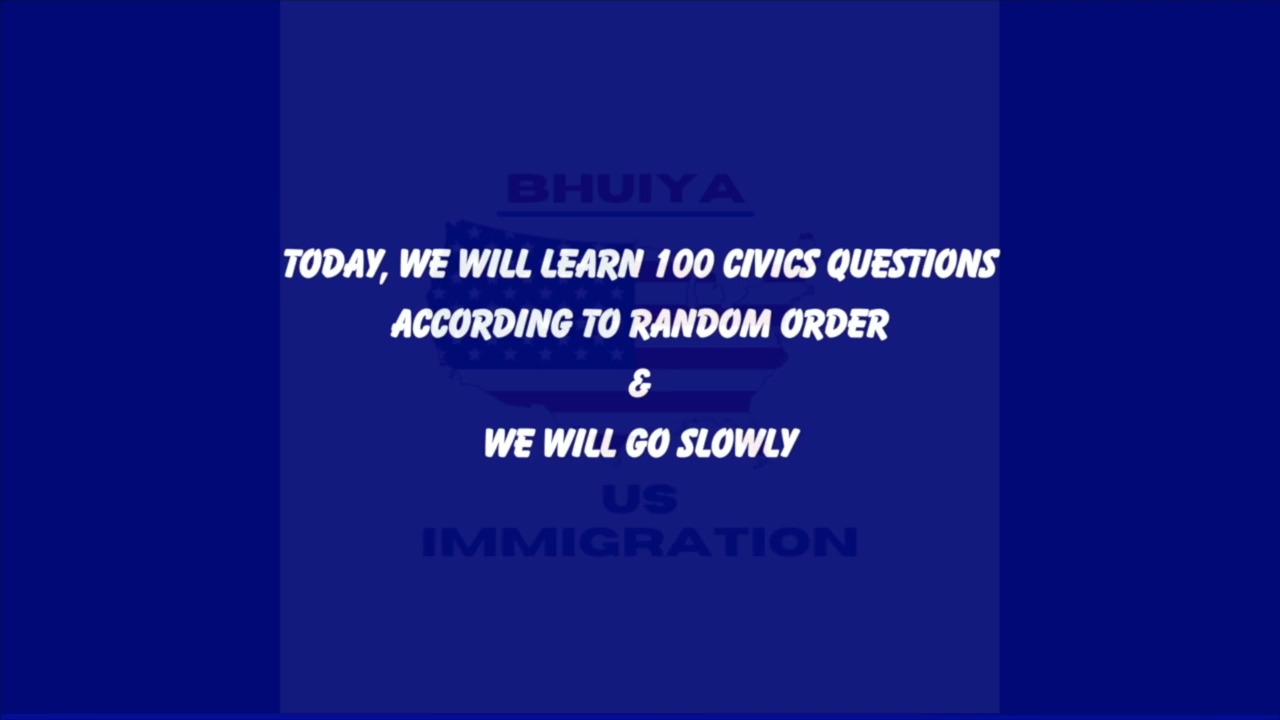 BHUIYA
TODAY, WE WILL LEARN 100 CIVICS QUESTIONS
ACCORDING TO RANDOM ORDER
&
WE WILL GO SLOWLY
US
IMMIGRATION